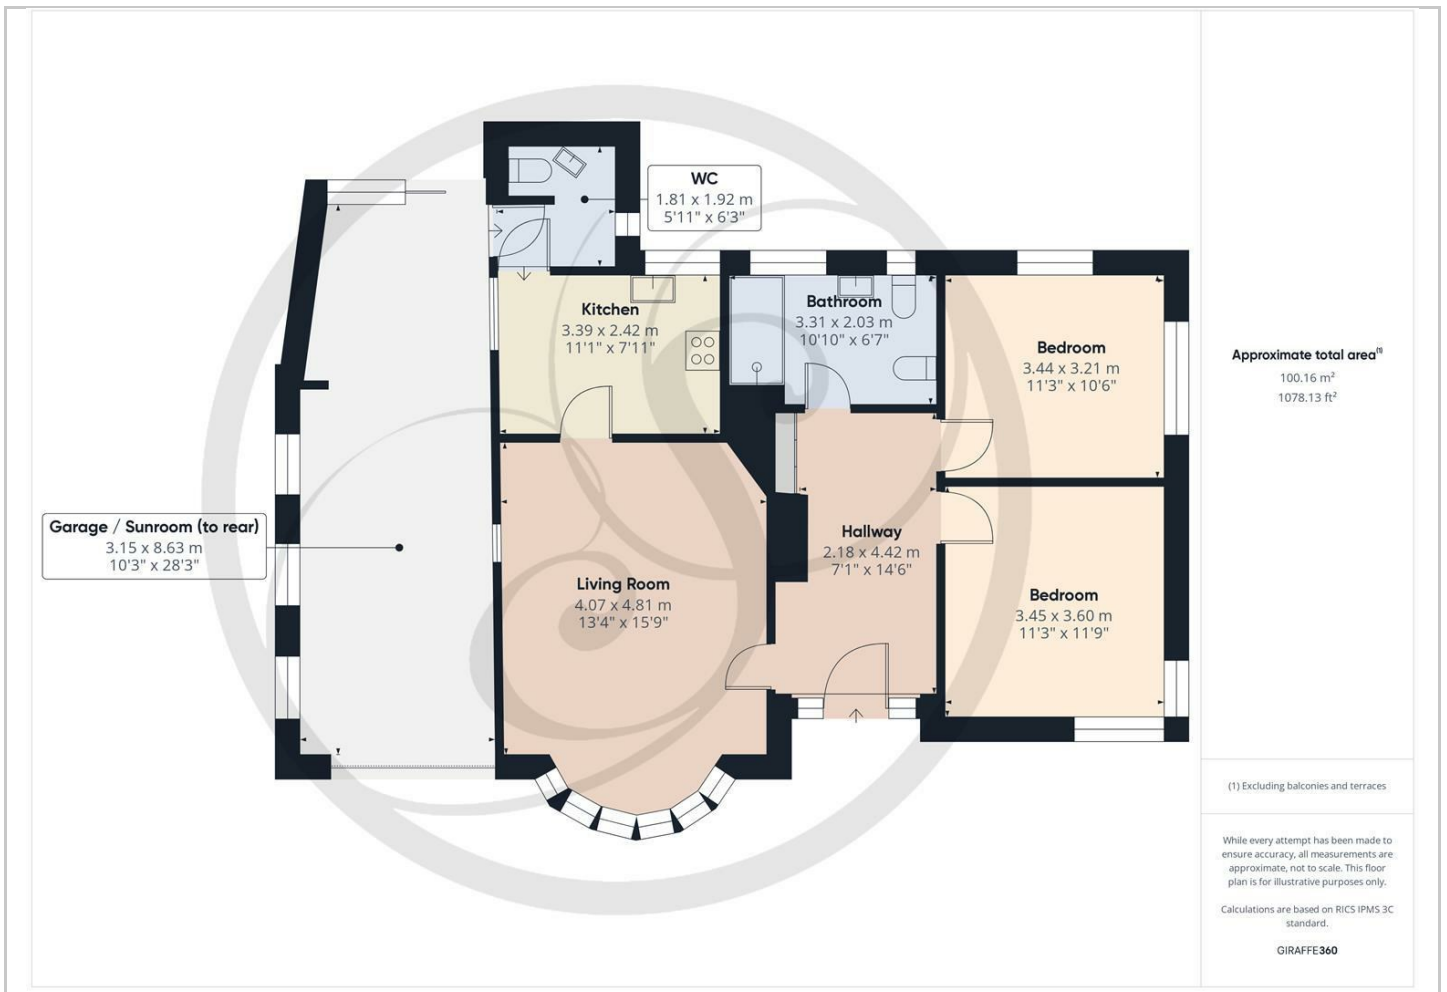 WC
1.81 x 1.92 m
5'11" x 6'3"
Kitchen
3.39 x 2.42 m
11'1" x 7'11"
Bathroom
3.31 x 2.03 m
10'10" x 6'7"
Bedroom
3.44 x 3.21 m
11'3" x 10'6"
Garage / Sunroom (to rear)
3.15 x 8.63 m
10'3" x 28'3"
Living Room
4.07 x 4.81 m
13'4" x 15'9"
Hallway
2.18 x 4.42 m
7'1" x 14'6"
Bedroom
3.45 x 3.60 m
11'3" x 11'9"
Approximate total area⁽¹⁾
100.16 m²
1078.13 ft²
(1) Excluding balconies and terraces
While every attempt has been made to
ensure accuracy, all measurements are
approximate, not to scale. This floor
plan is for illustrative purposes only.
Calculations are based on RICS IPMS 3C
standard.
GIRAFFE360